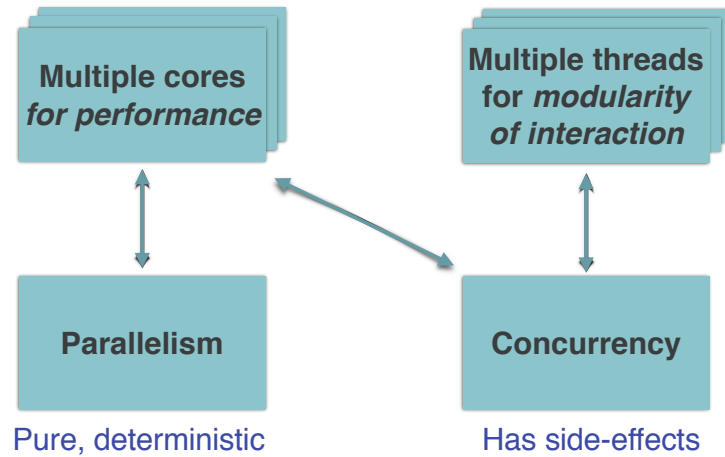 Multiple cores
for performance
Multiple threads
for modularity
of interaction
Parallelism
Concurrency
Pure, deterministic
Has side-effects